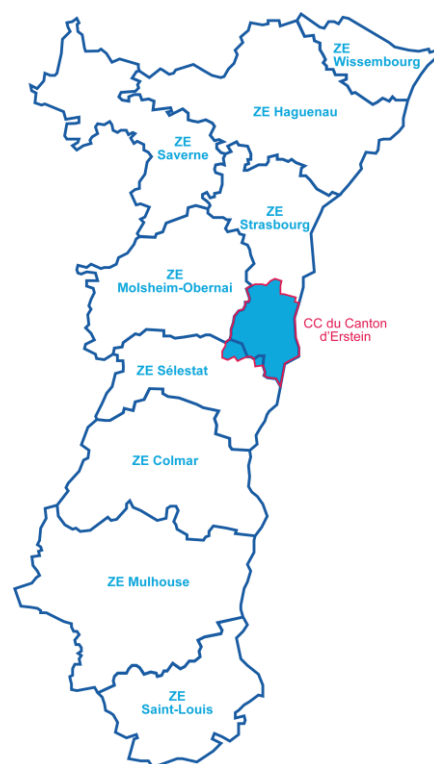 ZE
Wissembourg
ZE Haguenau
ZE
Saverne
ZE
Strasbourg
ZE
Molsheim-Obernai
CC du Canton
d'Erstein
ZE Sélestat
ZE Colmar
ZE Mulhouse
ZE
Saint-Louis